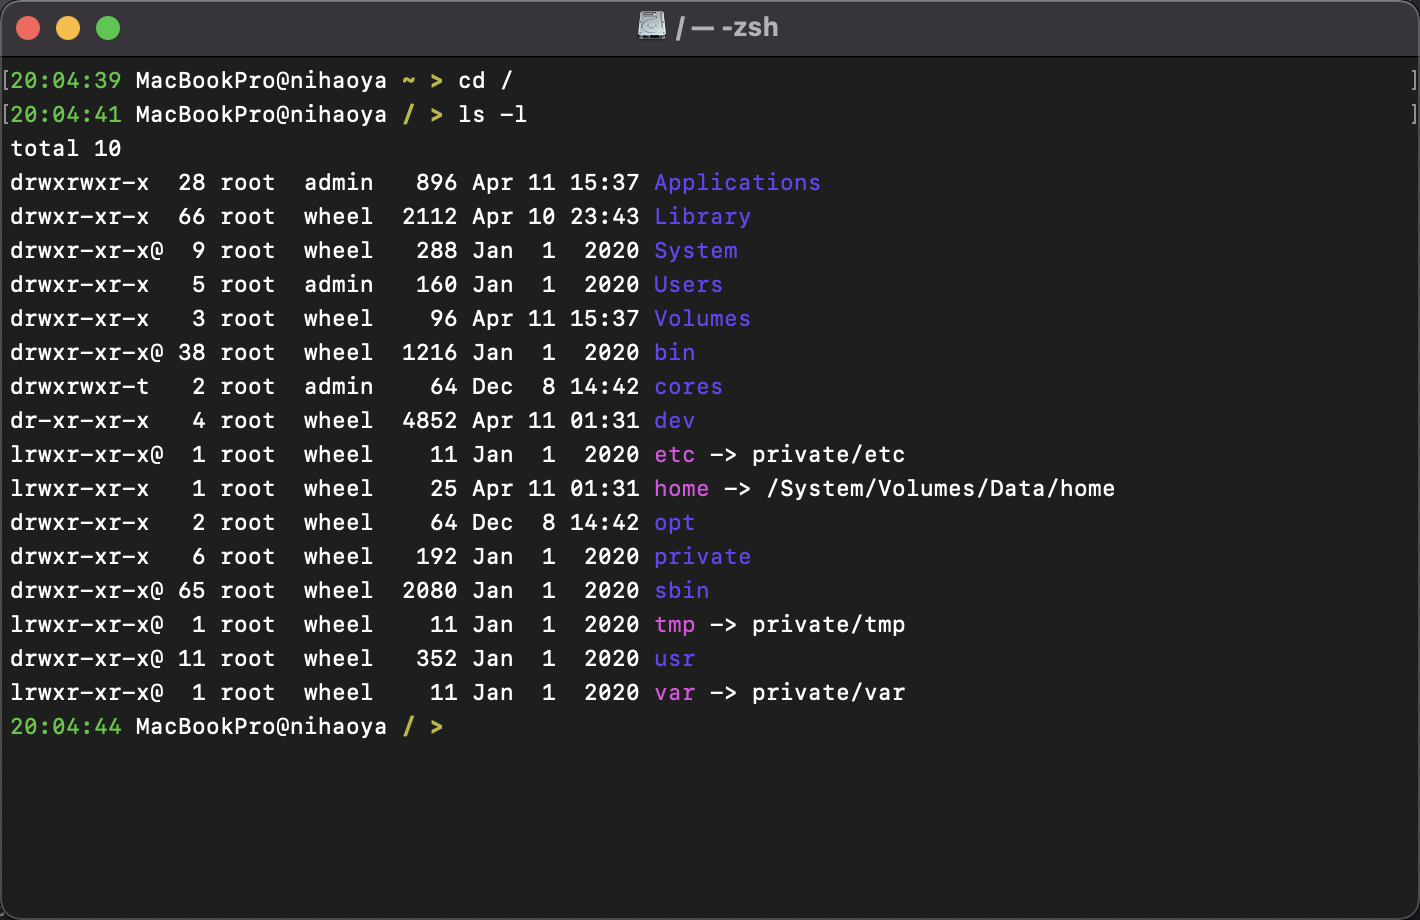 / — -zsh
[20:04:39 MacBookPro@nihaoya ~ > cd / ]
[20:04:41 MacBookPro@nihaoya / > ls -l ]
total 10
drwxrwxr-x  28 root  admin   896 Apr 11 15:37 Applications
drwxr-xr-x  66 root  wheel  2112 Apr 10 23:43 Library
drwxr-xr-x@  9 root  wheel   288 Jan  1  2020 System
drwxr-xr-x   5 root  admin   160 Jan  1  2020 Users
drwxr-xr-x   3 root  wheel    96 Apr 11 15:37 Volumes
drwxr-xr-x@ 38 root  wheel  1216 Jan  1  2020 bin
drwxrwxr-t   2 root  admin    64 Dec  8 14:42 cores
dr-xr-xr-x   4 root  wheel  4852 Apr 11 01:31 dev
lrwxr-xr-x@  1 root  wheel    11 Jan  1  2020 etc -> private/etc
lrwxr-xr-x   1 root  wheel    25 Apr 11 01:31 home -> /System/Volumes/Data/home
drwxr-xr-x   2 root  wheel    64 Dec  8 14:42 opt
drwxr-xr-x   6 root  wheel   192 Jan  1  2020 private
drwxr-xr-x@ 65 root  wheel  2080 Jan  1  2020 sbin
lrwxr-xr-x@  1 root  wheel    11 Jan  1  2020 tmp -> private/tmp
drwxr-xr-x@ 11 root  wheel   352 Jan  1  2020 usr
lrwxr-xr-x@  1 root  wheel    11 Jan  1  2020 var -> private/var
20:04:44 MacBookPro@nihaoya / >